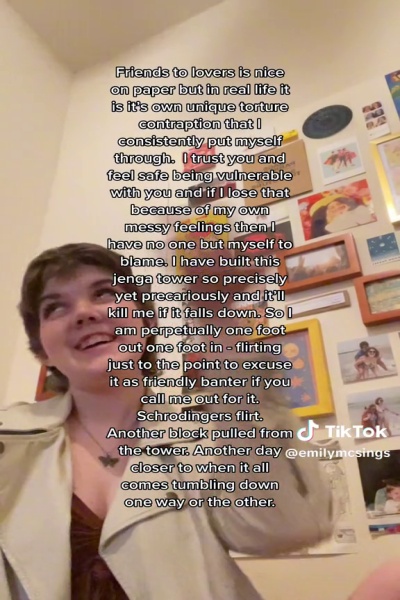 Friends to lovers is nice
on paper but in real life it
is it's own unique torture
contraption that I
consistently put myself
through. I trust you and
feel safe being vulnerable
with you and if I lose that
because of my own
messy feelings then I
have no one but myself to
blame. I have built this
jenga tower so precisely
yet precariously and it'll
kill me if it falls down. So I
am perpetually one foot
out one foot in - flirting
just to the point to excuse
it as friendly banter if you
call me out for it.
Schrodingers flirt.
Another block pulled from
the tower. Another day
closer to when it all
comes tumbling down
one way or the other.
TikTok
@emilymcsings